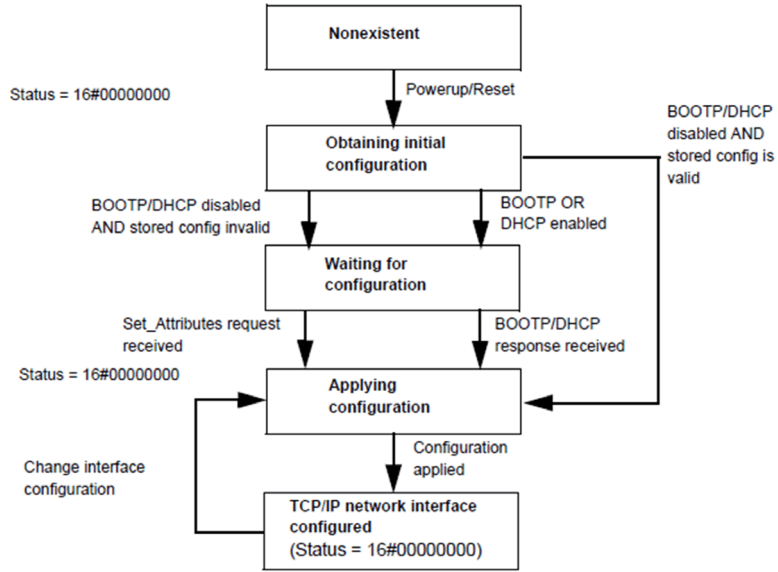 Nonexistent
Status = 16#00000000
Powerup/Reset
BOOTP/DHCP
disabled AND
stored config is
valid
Obtaining initial
configuration
BOOTP/DHCP disabled
AND stored config invalid
BOOTP OR
DHCP enabled
Waiting for
configuration
Set_Attributes request
received
BOOTP/DHCP
response received
Status = 16#00000000
Applying
configuration
Configuration
applied
Change interface
configuration
TCP/IP network interface
configured
(Status = 16#00000000)